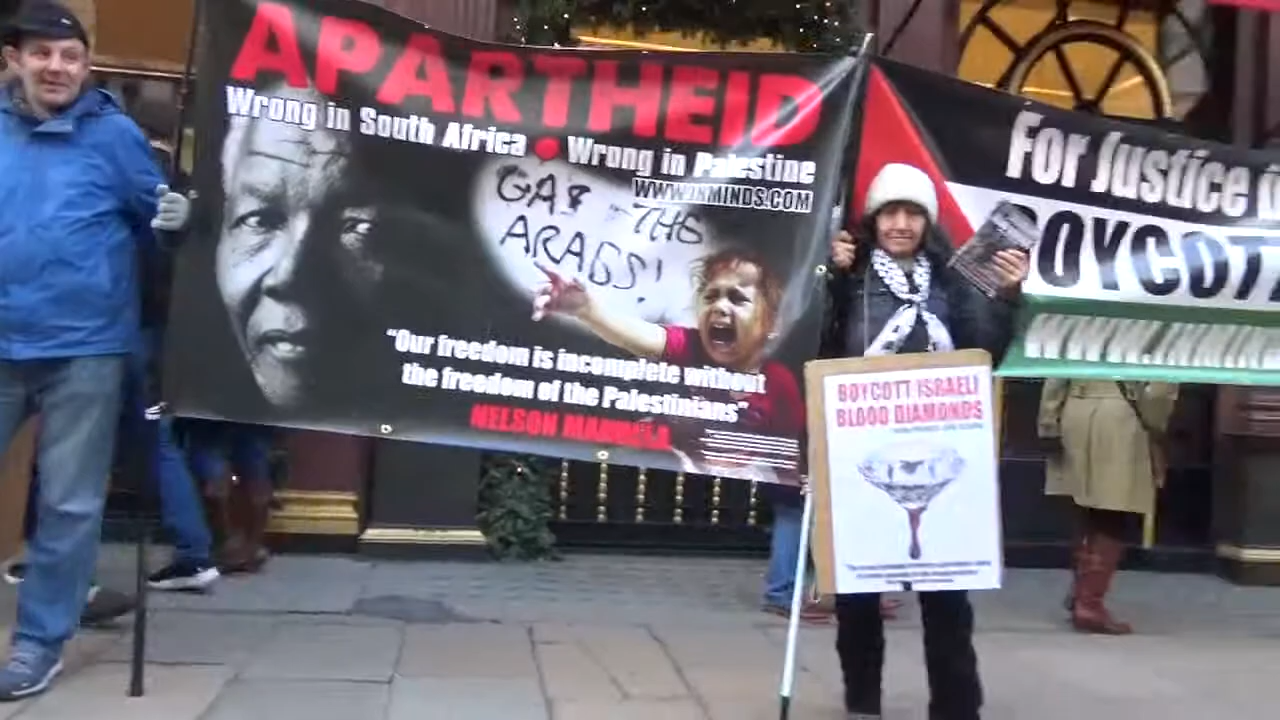 APARTHEID
Wrong in South Africa • Wrong in Palestine
WWW.INMINDS.COM
GAS THE
ARABS!
"Our freedom is incomplete without
the freedom of the Palestinians"
NELSON MANDELA
For Justice
BOYCOTT
BOYCOTT ISRAELI
BLOOD DIAMONDS